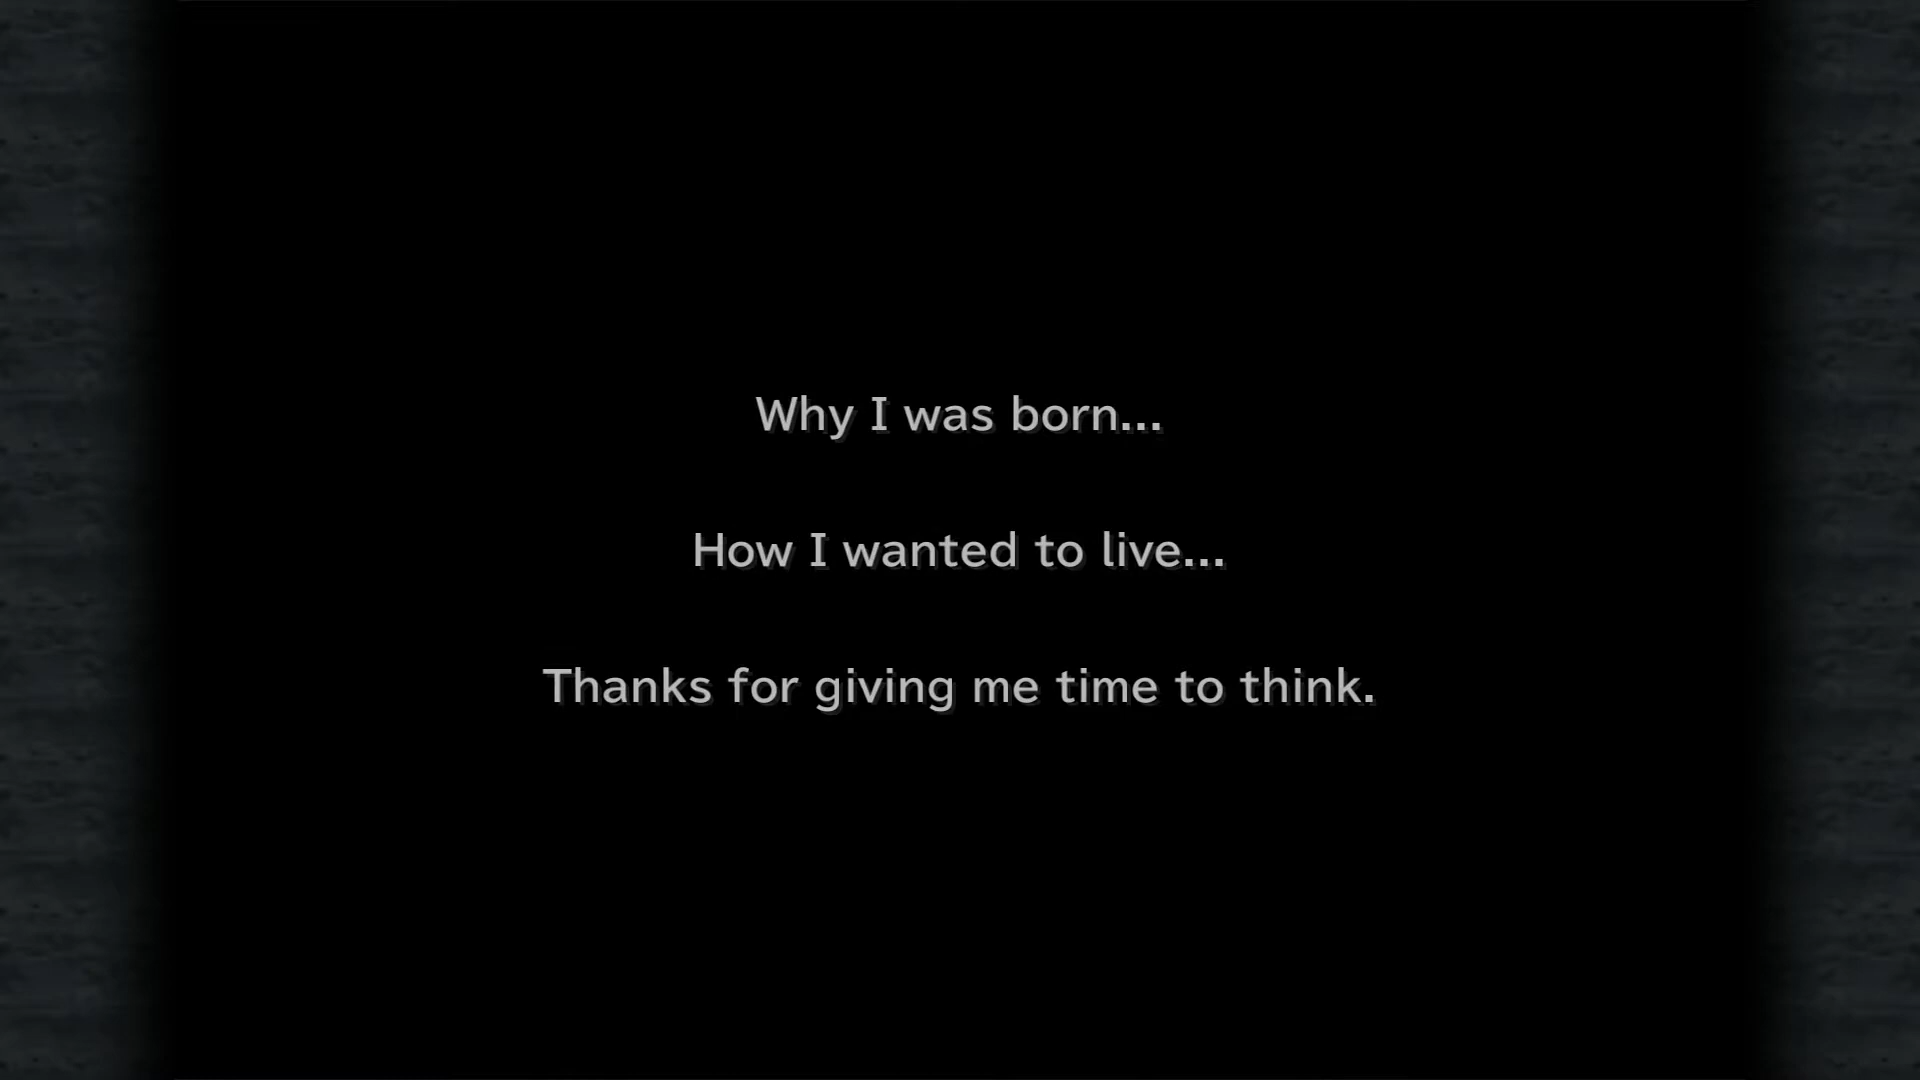 Why I was born...
How I wanted to live...
Thanks for giving me time to think.